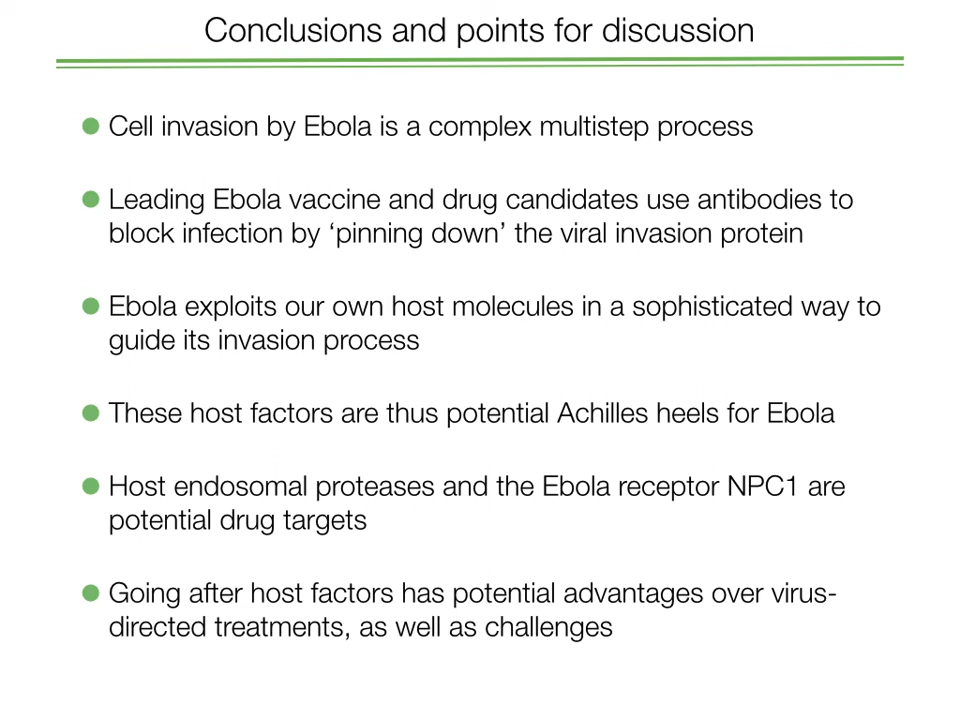 Conclusions and points for discussion
Cell invasion by Ebola is a complex multistep process
Leading Ebola vaccine and drug candidates use antibodies to
block infection by ‘pinning down’ the viral invasion protein
Ebola exploits our own host molecules in a sophisticated way to
guide its invasion process
These host factors are thus potential Achilles heels for Ebola
Host endosomal proteases and the Ebola receptor NPC1 are
potential drug targets
Going after host factors has potential advantages over virus-
directed treatments, as well as challenges